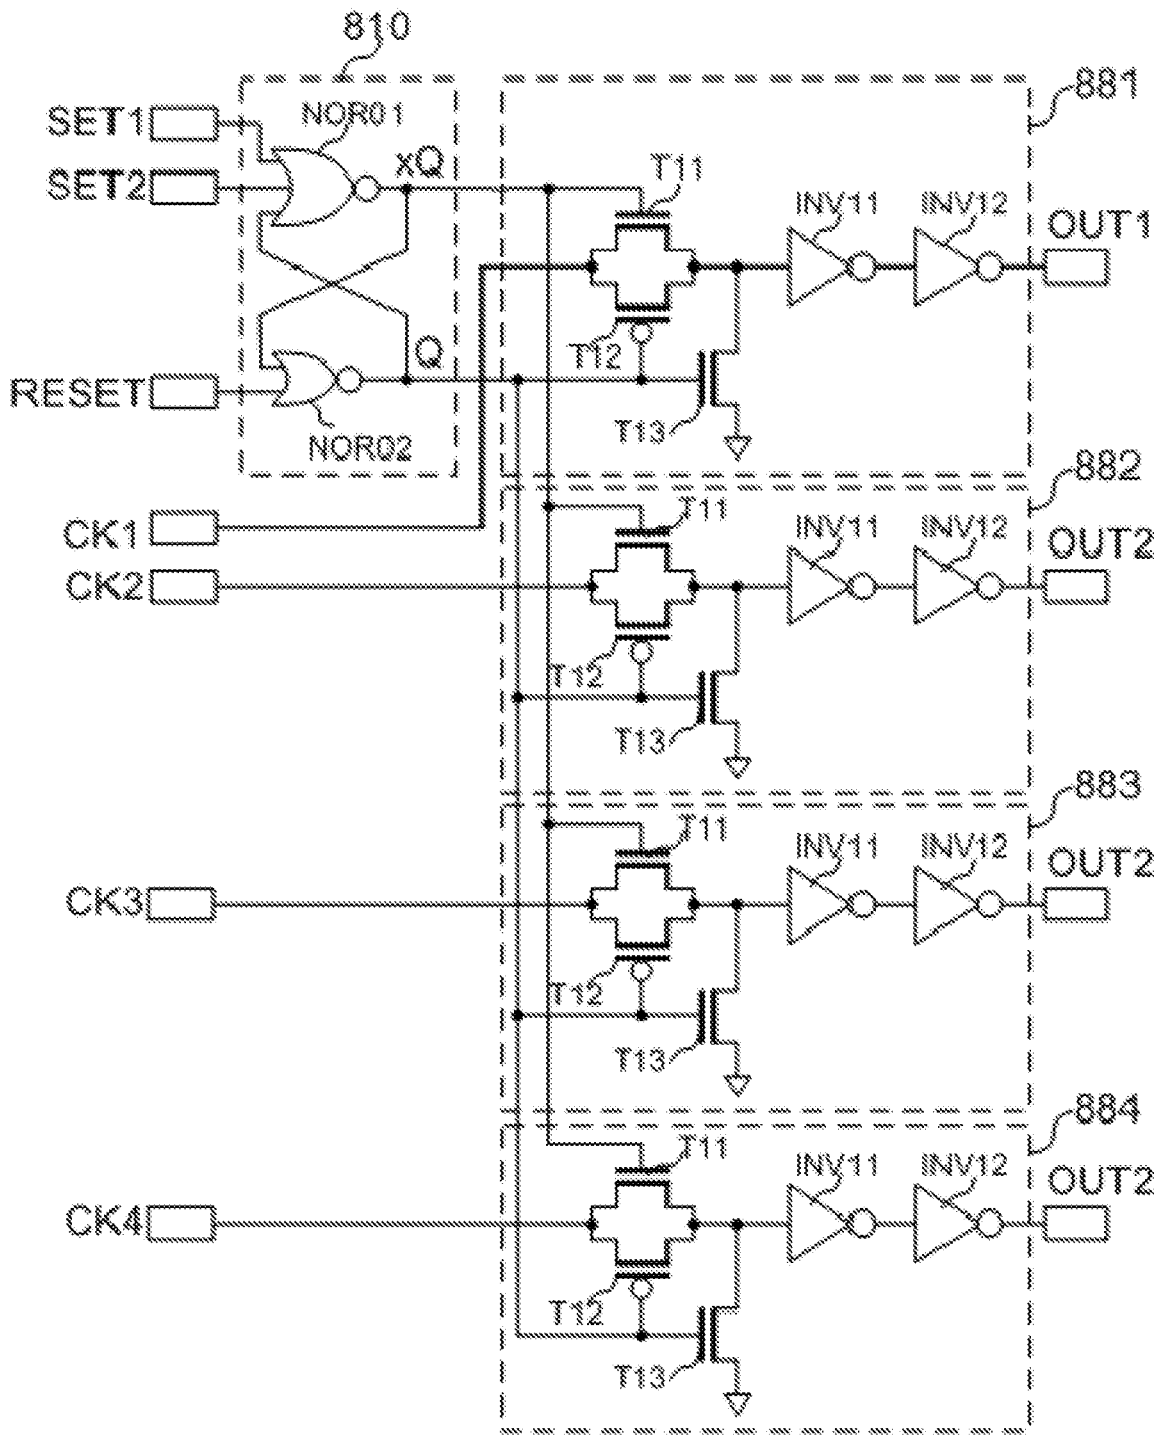 810
881
SET1
NOR01
xQ
T11
SET2
INV11
INV12
OUT1
T12
Q
RESET
NOR02
T13
882
CK1
T11
INV11
INV12
OUT2
CK2
T12
T13
883
T11
INV11
INV12
OUT2
CK3
T12
T13
884
T11
INV11
INV12
OUT2
CK4
T12
T13